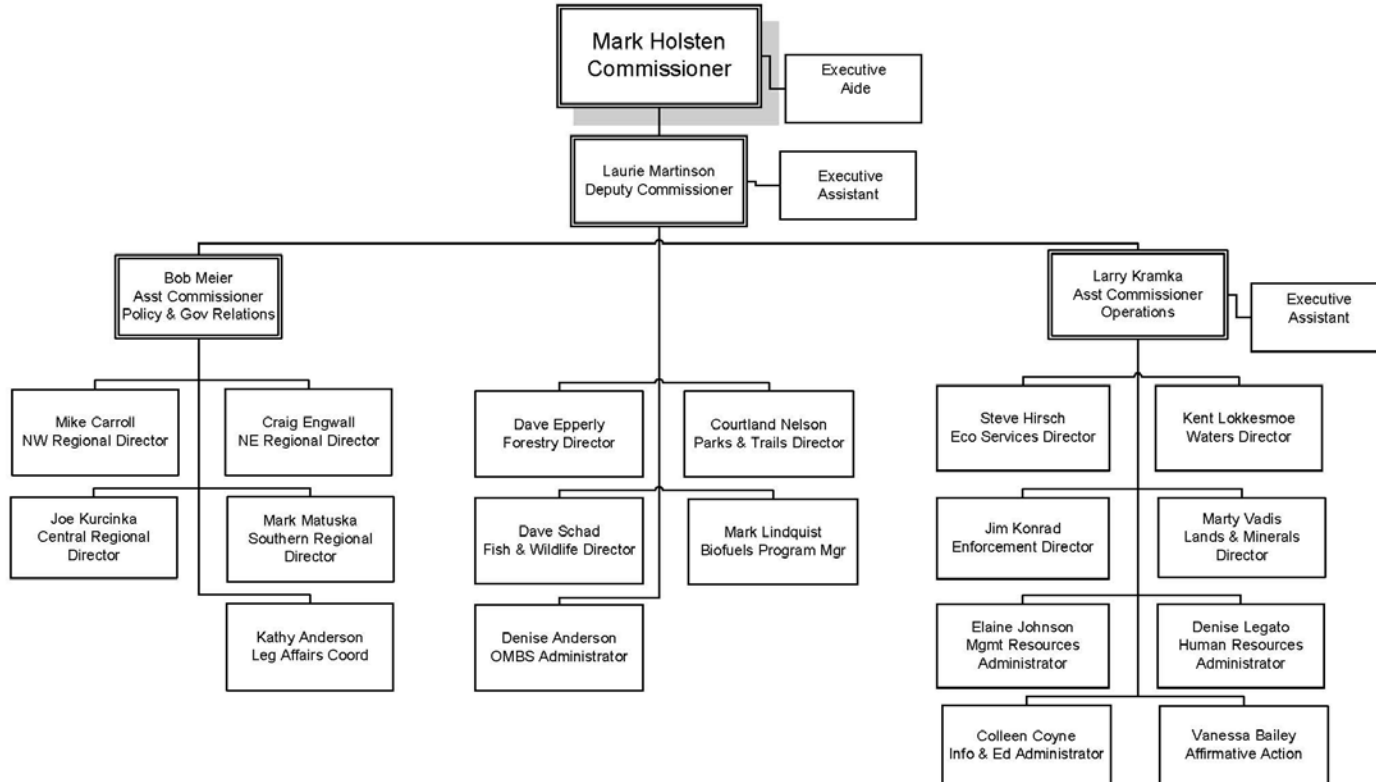 Mark Holsten
Commissioner
Executive
Aide
Laurie Martinson
Deputy Commissioner
Executive
Assistant
Bob Meier
Asst Commissioner
Policy & Gov Relations
Larry Kramka
Asst Commissioner
Operations
Executive
Assistant
Mike Carroll
NW Regional Director
Craig Engwall
NE Regional Director
Dave Epperly
Forestry Director
Courtland Nelson
Parks & Trails Director
Steve Hirsch
Eco Services Director
Kent Lokkesmoe
Waters Director
Joe Kurcinka
Central Regional
Director
Mark Matuska
Southern Regional
Director
Dave Schad
Fish & Wildlife Director
Mark Lindquist
Biofuels Program Mgr
Jim Konrad
Enforcement Director
Marty Vadis
Lands & Minerals
Director
Kathy Anderson
Leg Affairs Coord
Denise Anderson
OMBS Administrator
Elaine Johnson
Mgmt Resources
Administrator
Denise Legato
Human Resources
Administrator
Colleen Coyne
Info & Ed Administrator
Vanessa Bailey
Affirmative Action